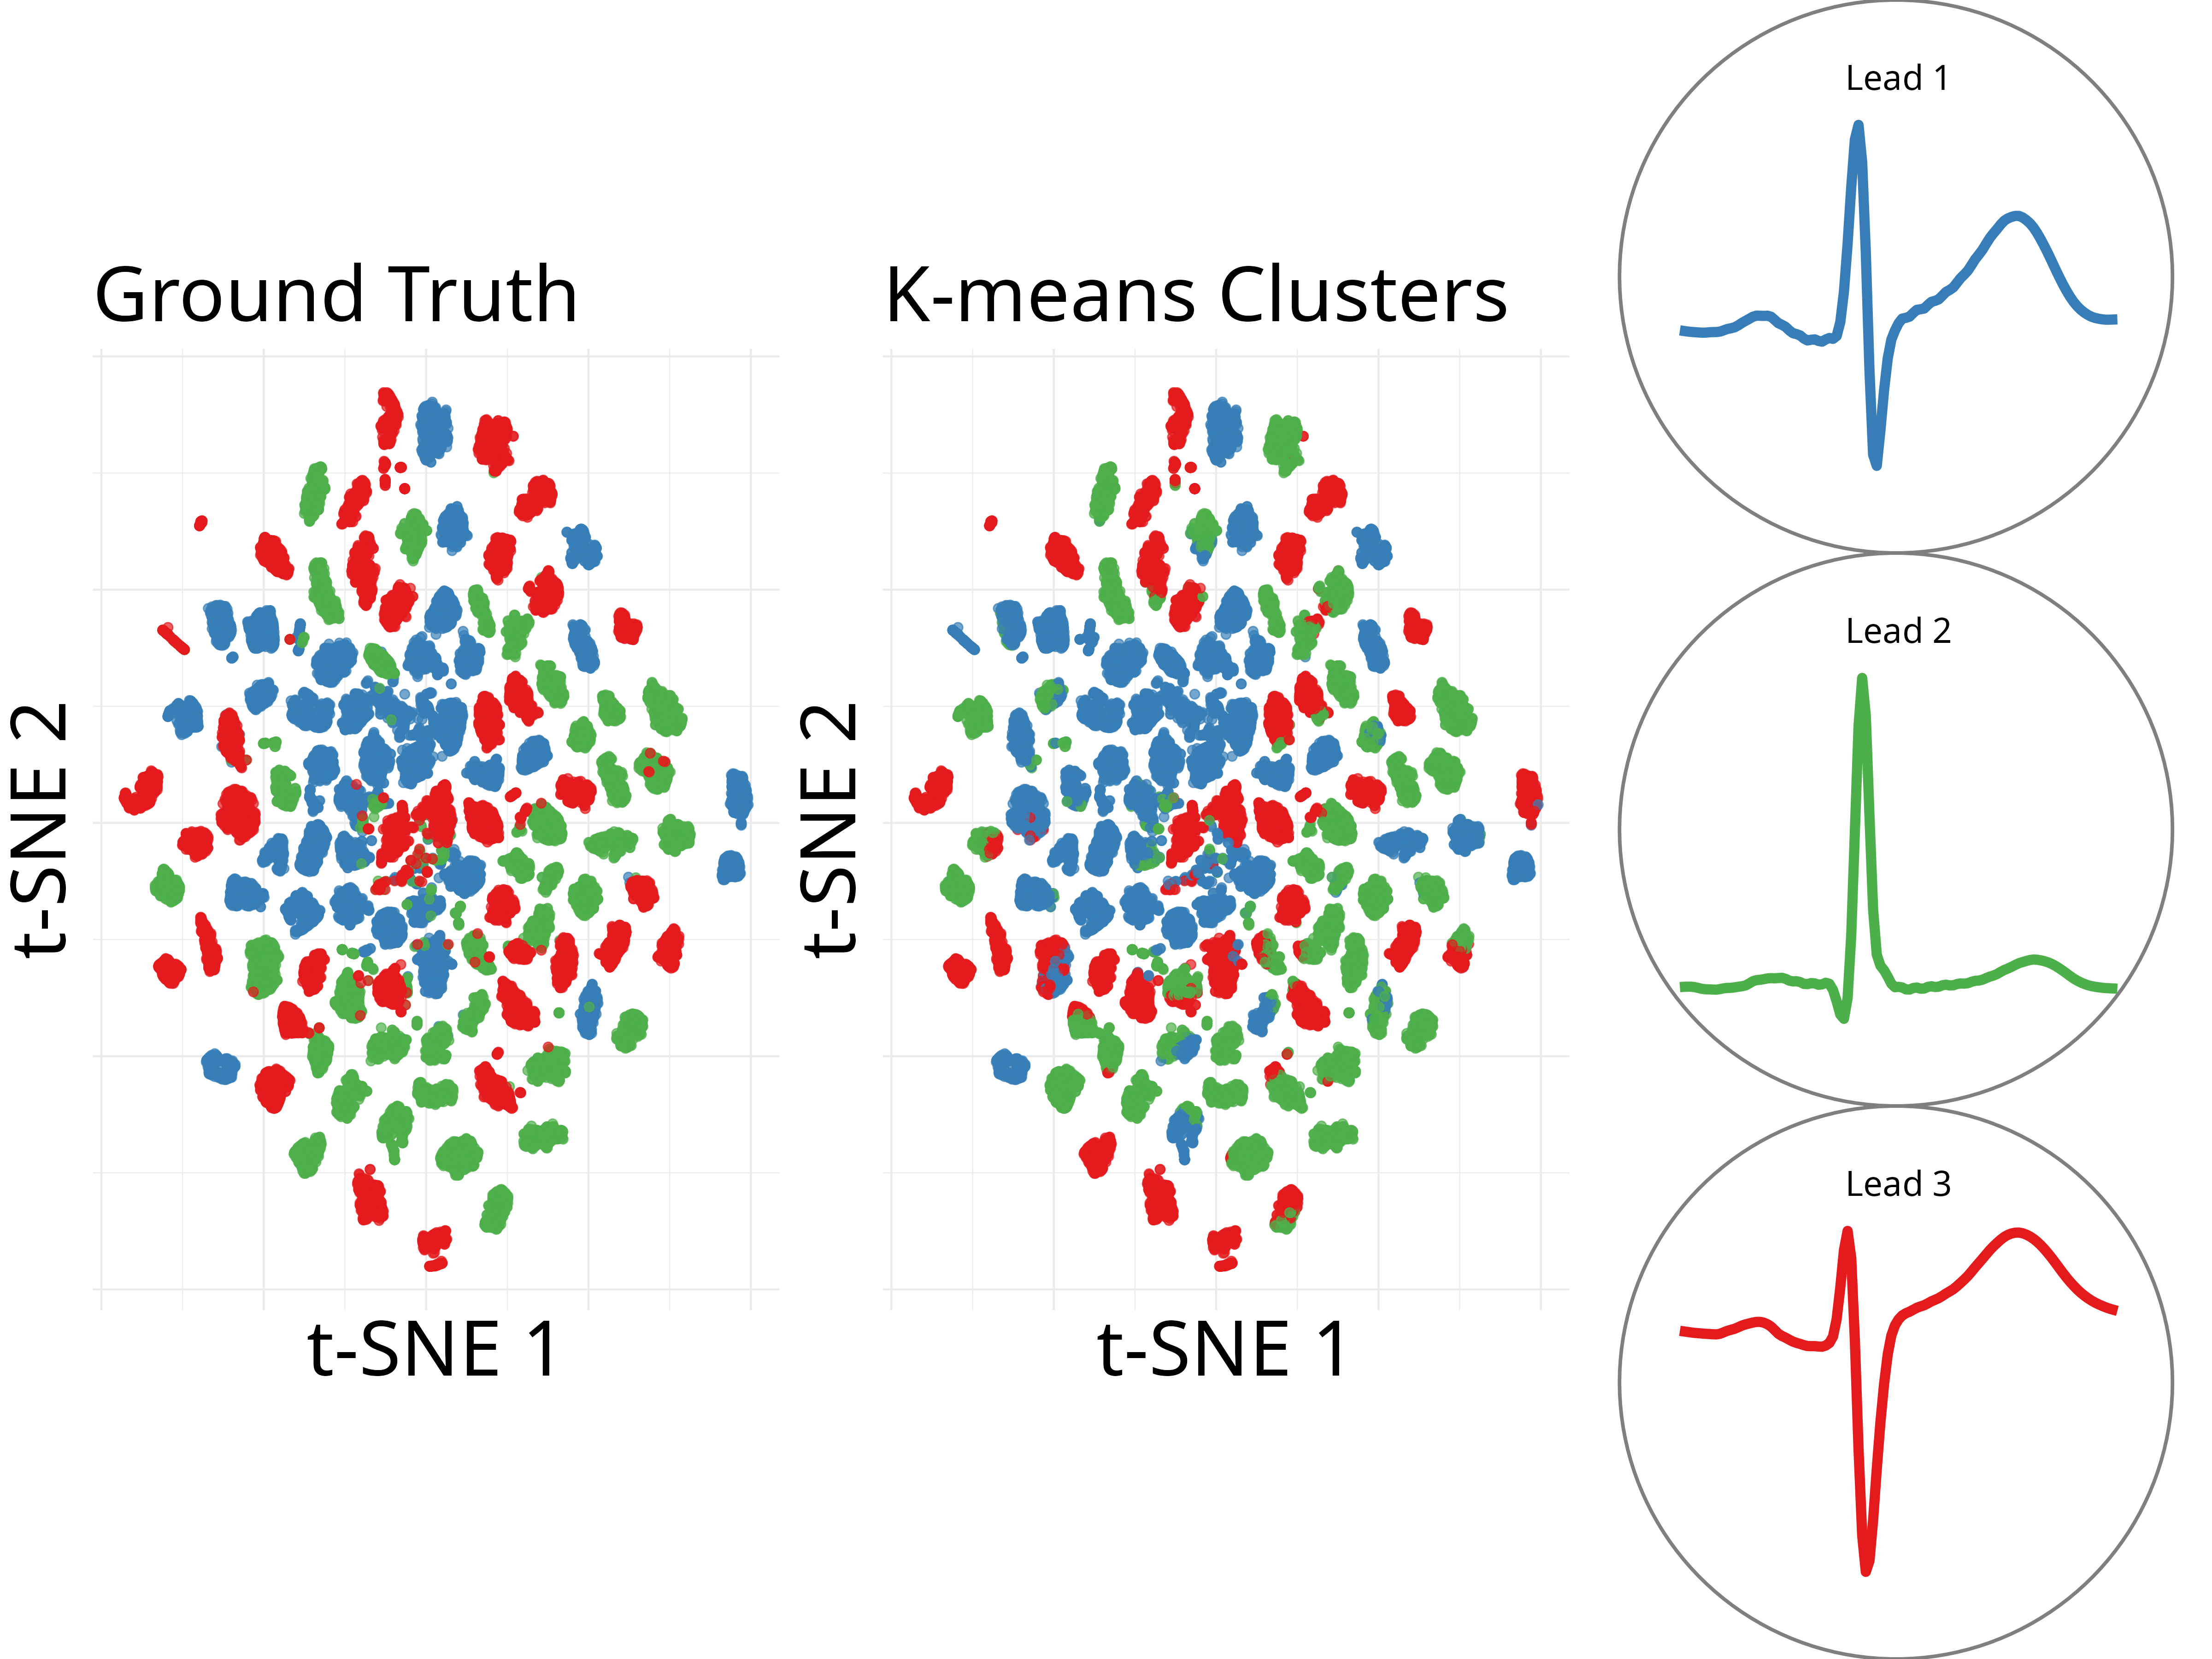 Ground Truth
t-SNE 2
t-SNE 1
K-means Clusters
t-SNE 2
t-SNE 1
Lead 1
Lead 2
Lead 3